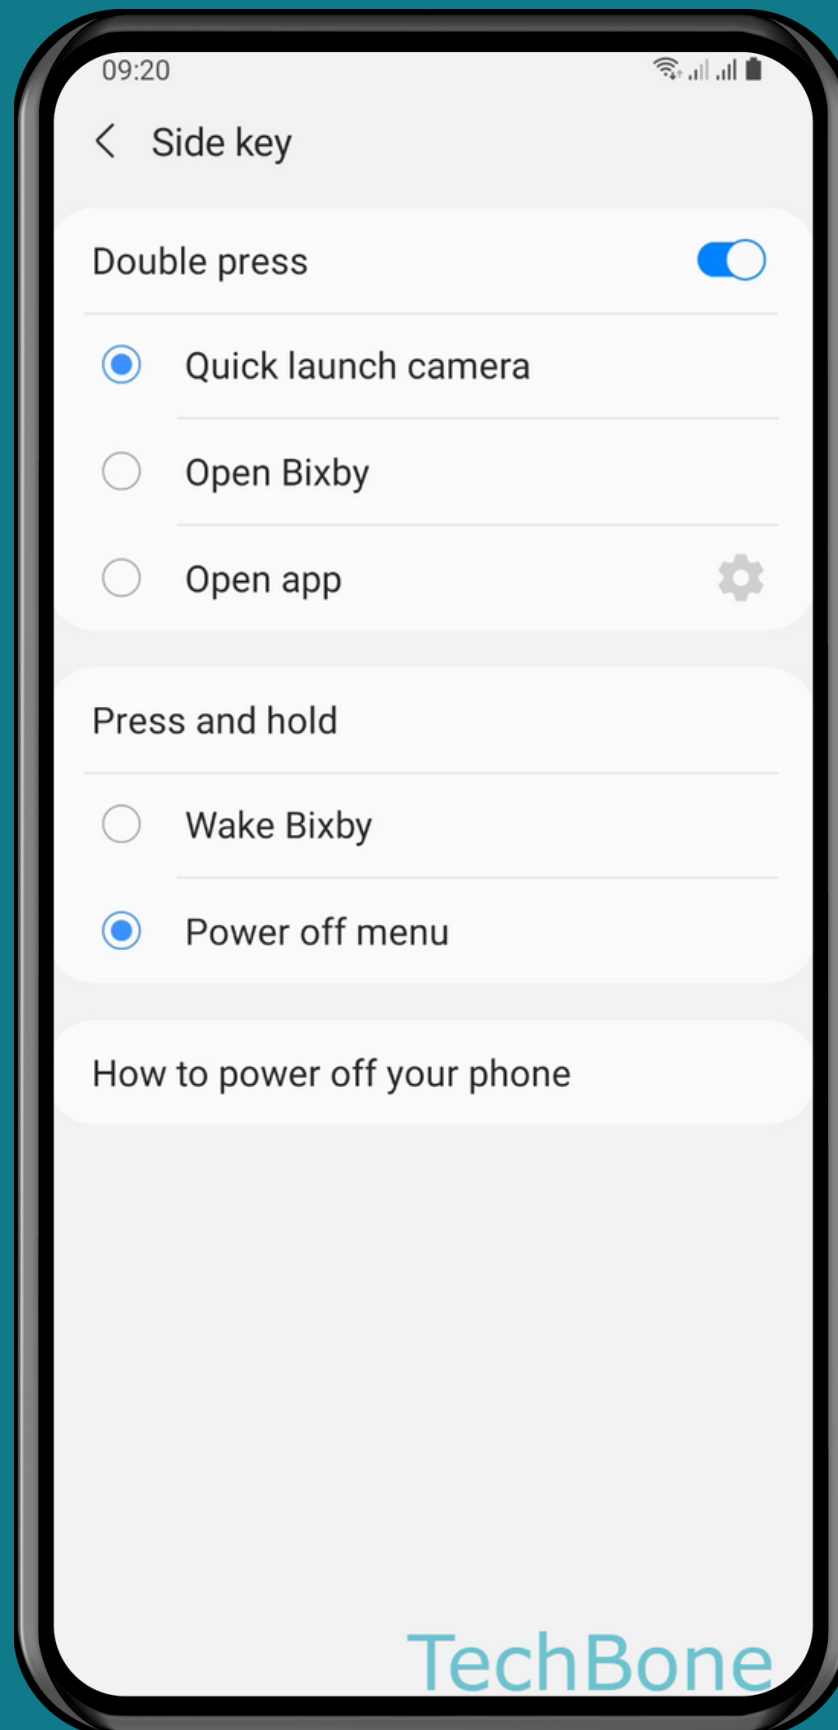 09:20
Side key
Double press
Quick launch camera
Open Bixby
Open app
Press and hold
Wake Bixby
Power off menu
How to power off your phone
TechBone